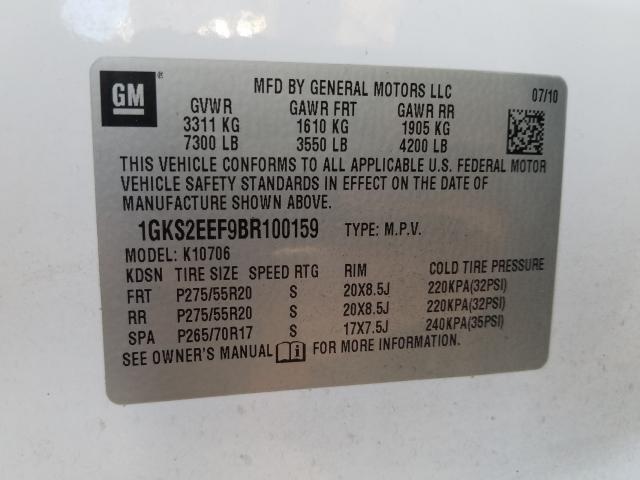 GM ®
MFD BY GENERAL MOTORS LLC 07/10
GVWR GAWR FRT GAWR RR
3311 KG 1610 KG 1905 KG
7300 LB 3550 LB 4200 LB
THIS VEHICLE CONFORMS TO ALL APPLICABLE U.S. FEDERAL MOTOR
VEHICLE SAFETY STANDARDS IN EFFECT ON THE DATE OF
MANUFACTURE SHOWN ABOVE.
1GKS2EEF9BR100159 TYPE: M.P.V.
MODEL: K10706
KDSN TIRE SIZE SPEED RTG RIM COLD TIRE PRESSURE
FRT P275/55R20 S 20X8.5J 220KPA(32PSI)
RR P275/55R20 S 20X8.5J 220KPA(32PSI)
SPA P265/70R17 S 17X7.5J 240KPA(35PSI)
SEE OWNER'S MANUAL i FOR MORE INFORMATION.